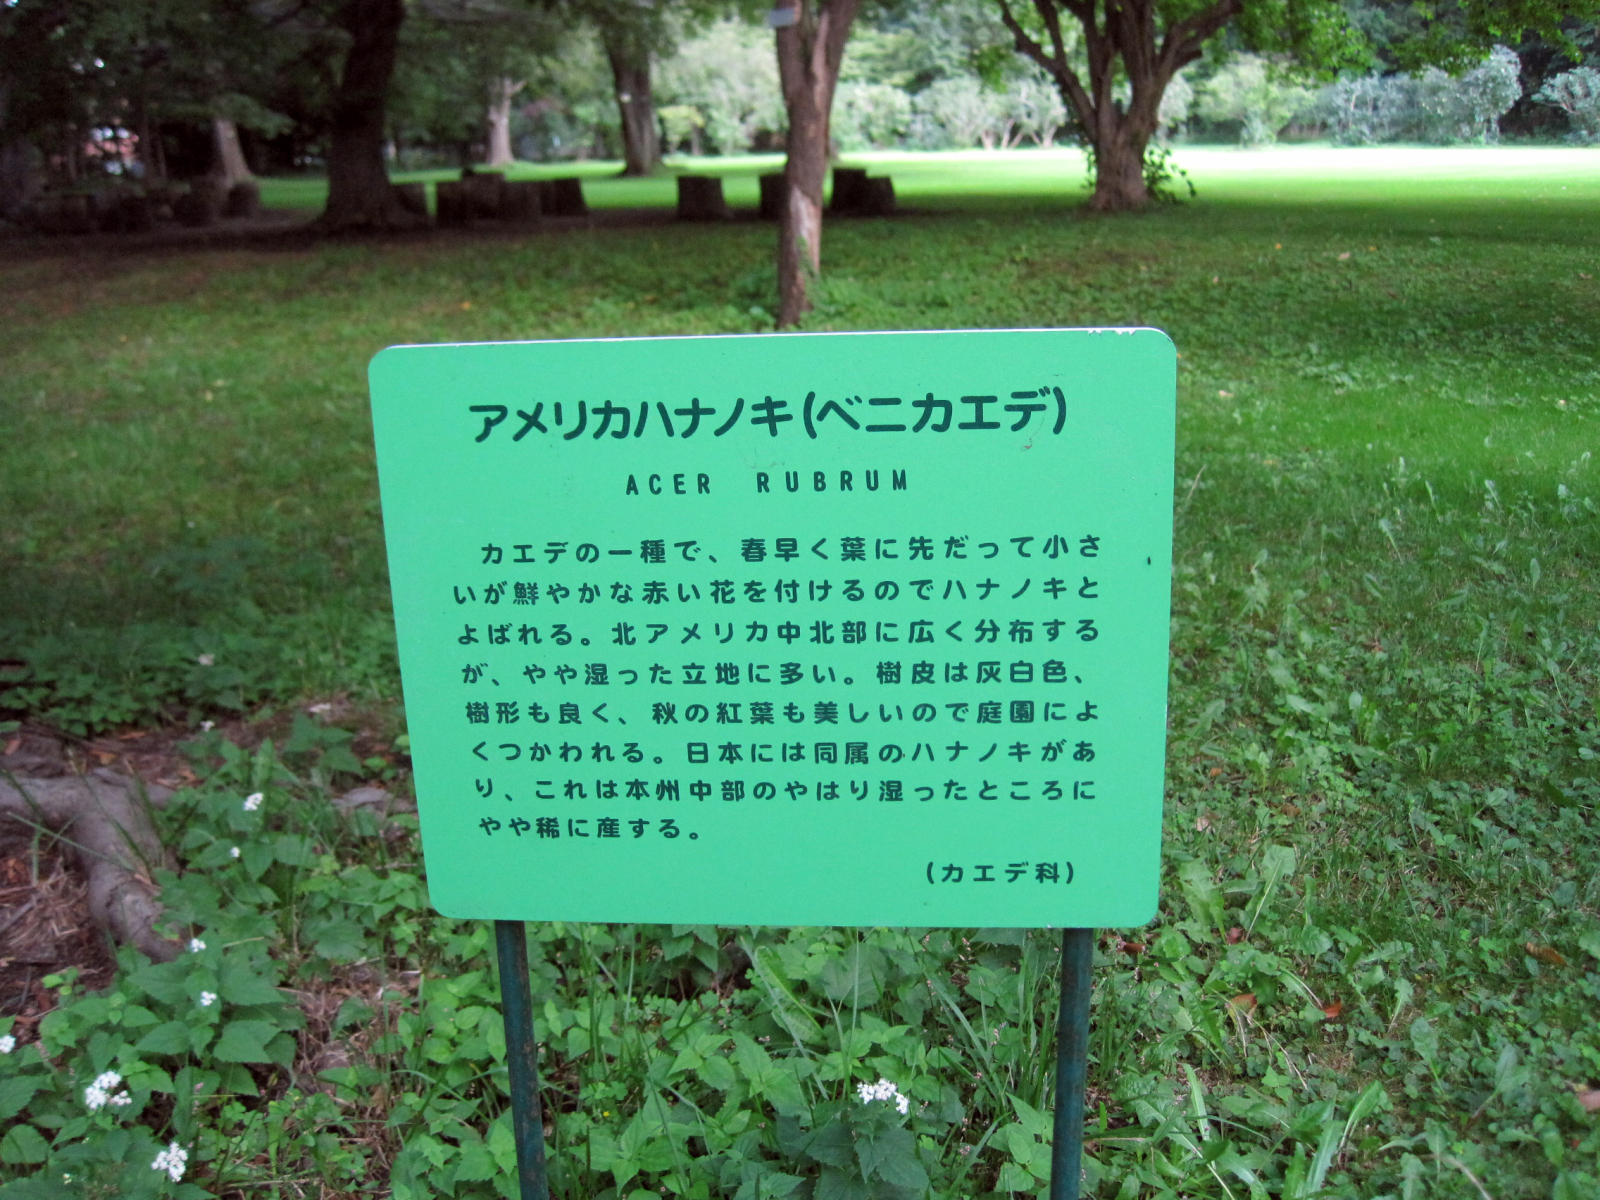 アメリカハナノキ(ベニカエデ)
ACER RUBRUM
カエデの一種で、春早く葉に先だって小さ
いが鮮やかな赤い花を付けるのでハナノキと
よばれる。北アメリカ中北部に広く分布する
が、やや湿った立地に多い。樹皮は灰白色、
樹形も良く、秋の紅葉も美しいので庭園によ
くつかわれる。日本には同属のハナノキがあ
り、これは本州中部のやはり湿ったところに
やや稀に産する。
(カエデ科)